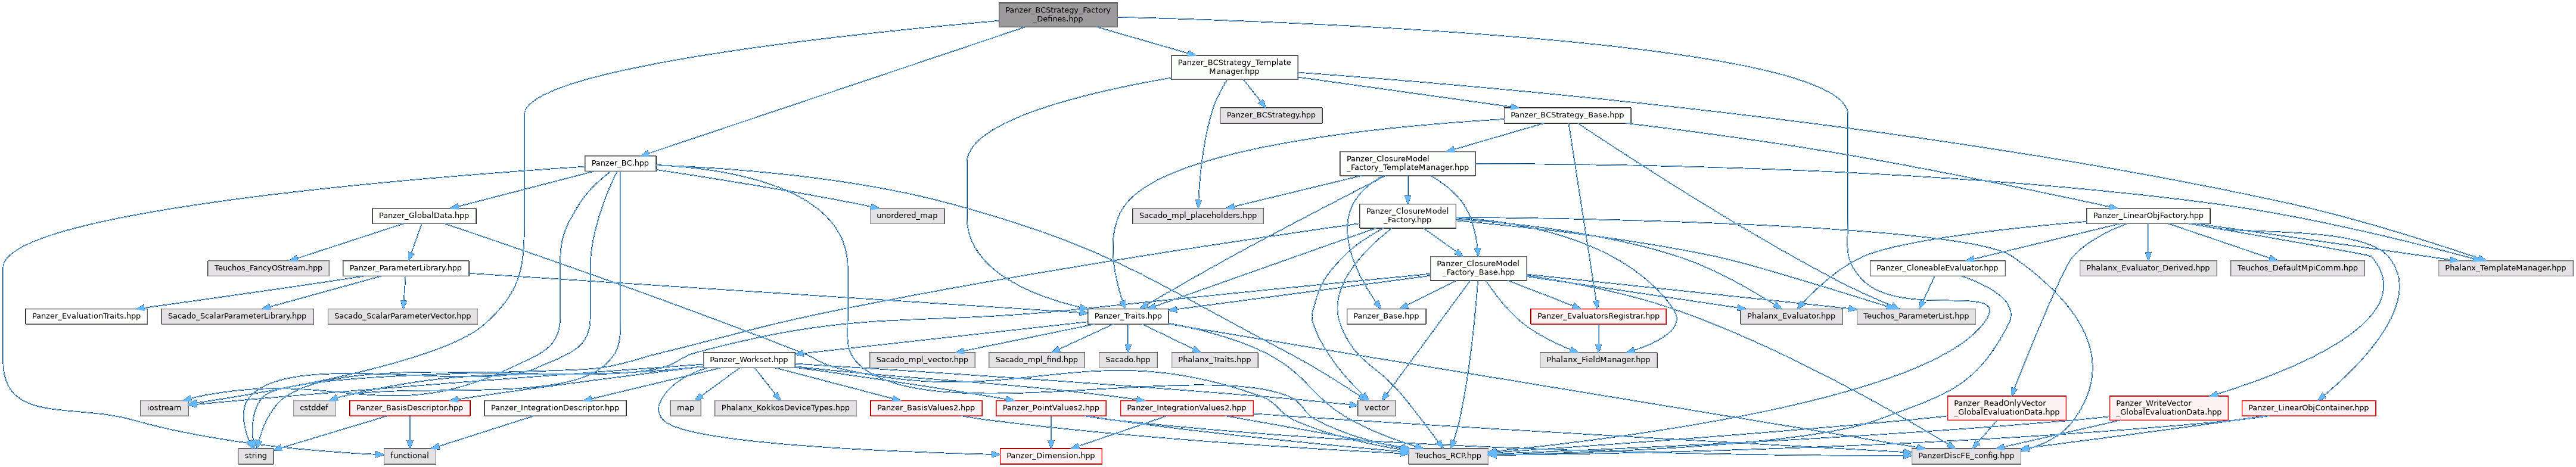 Panzer_BCStrategy_Factory
_Defines.hpp
Panzer_BCStrategy_Template
Manager.hpp
Panzer_BCStrategy.hpp
Panzer_BCStrategy_Base.hpp
Panzer_BC.hpp
Panzer_ClosureModel
_Factory_TemplateManager.hpp
Panzer_GlobalData.hpp
unordered_map
Sacado_mpl_placeholders.hpp
Panzer_ClosureModel
_Factory.hpp
Panzer_LinearObjFactory.hpp
Teuchos_FancyOStream.hpp
Panzer_ParameterLibrary.hpp
Panzer_ClosureModel
_Factory_Base.hpp
Panzer_CloneableEvaluator.hpp
Phalanx_Evaluator_Derived.hpp
Teuchos_DefaultMpiComm.hpp
Phalanx_TemplateManager.hpp
Panzer_EvaluationTraits.hpp
Sacado_ScalarParameterLibrary.hpp
Sacado_ScalarParameterVector.hpp
Panzer_Traits.hpp
Panzer_Base.hpp
Panzer_EvaluatorsRegistrar.hpp
Phalanx_Evaluator.hpp
Teuchos_ParameterList.hpp
Panzer_Workset.hpp
Sacado_mpl_vector.hpp
Sacado_mpl_find.hpp
Sacado.hpp
Phalanx_Traits.hpp
Phalanx_FieldManager.hpp
iostream
cstddef
Panzer_BasisDescriptor.hpp
Panzer_IntegrationDescriptor.hpp
map
Phalanx_KokkosDeviceTypes.hpp
Panzer_BasisValues2.hpp
Panzer_PointValues2.hpp
Panzer_IntegrationValues2.hpp
vector
Panzer_ReadOnlyVector
_GlobalEvaluationData.hpp
Panzer_WriteVector
_GlobalEvaluationData.hpp
Panzer_LinearObjContainer.hpp
string
functional
Panzer_Dimension.hpp
Teuchos_RCP.hpp
PanzerDiscFE_config.hpp